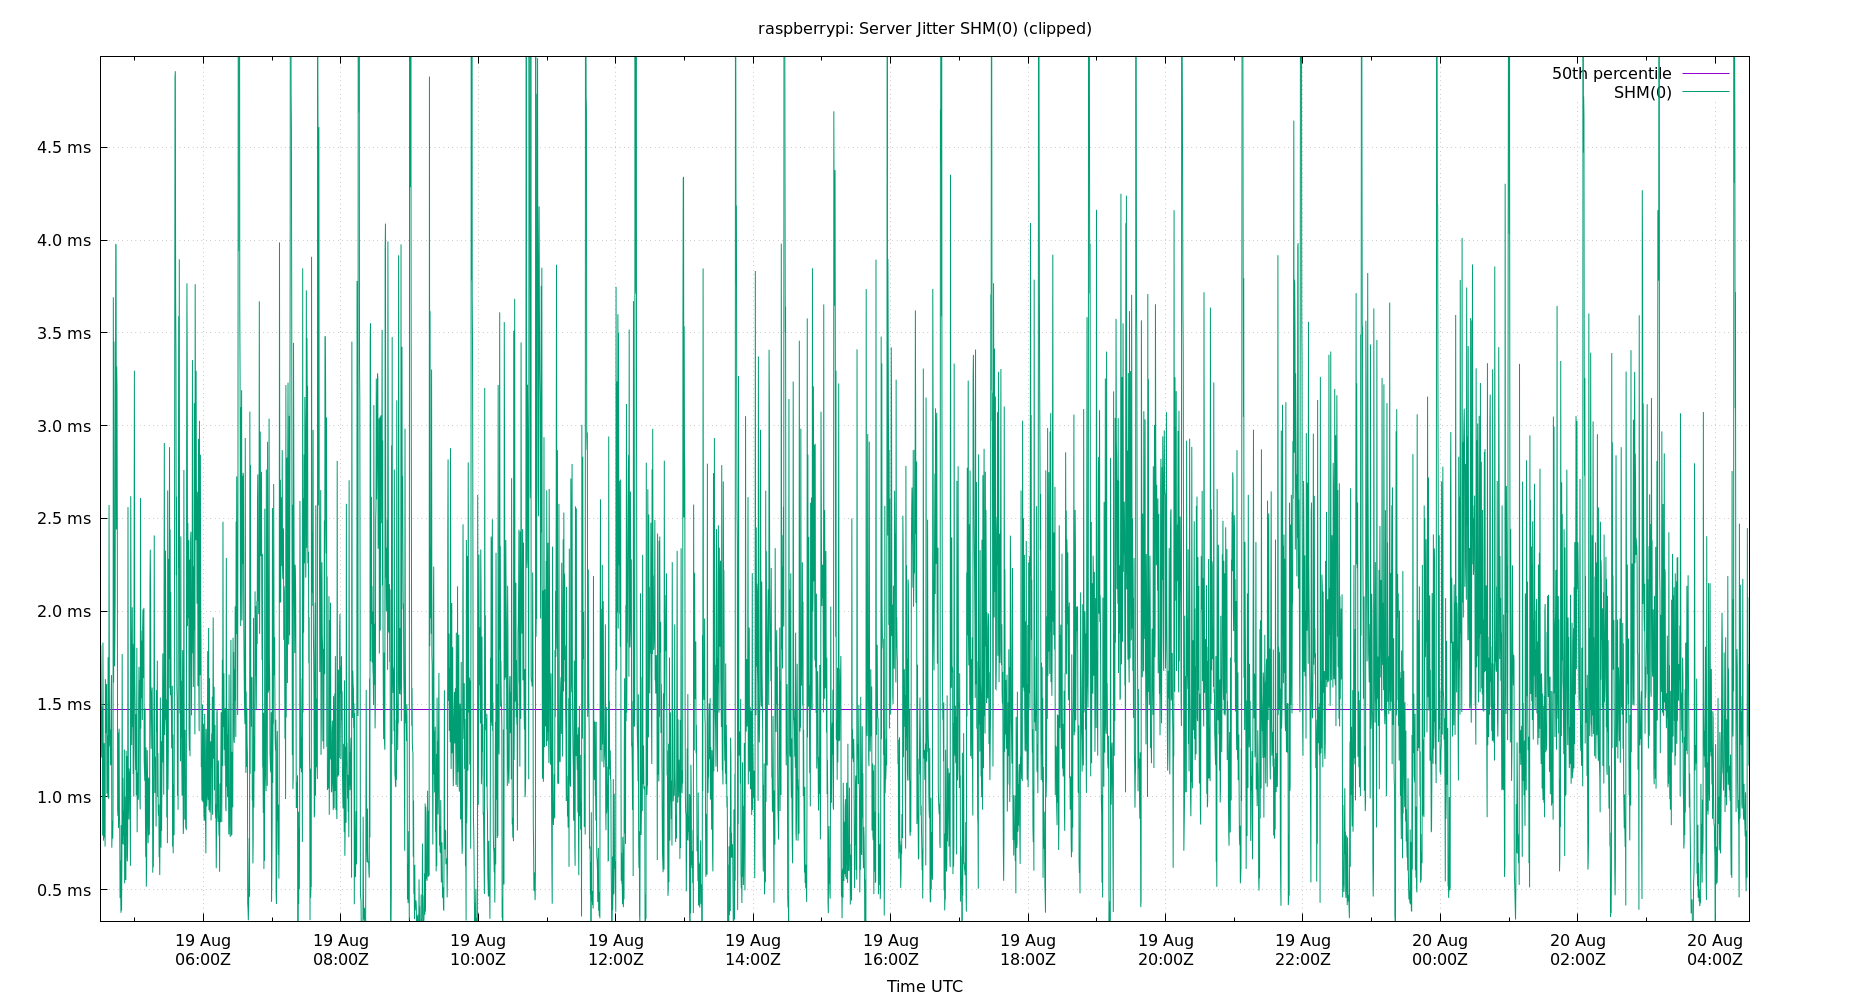 raspberrypi: Server Jitter SHM(0) (clipped)
50th percentile
SHM(0)
4.5 ms
4.0 ms
3.5 ms
3.0 ms
2.5 ms
2.0 ms
1.5 ms
1.0 ms
0.5 ms
19 Aug 19 Aug 19 Aug 19 Aug 19 Aug 19 Aug 19 Aug 19 Aug 19 Aug 20 Aug 20 Aug 20 Aug
06:00Z 08:00Z 10:00Z 12:00Z 14:00Z 16:00Z 18:00Z 20:00Z 22:00Z 00:00Z 02:00Z 04:00Z
Time UTC